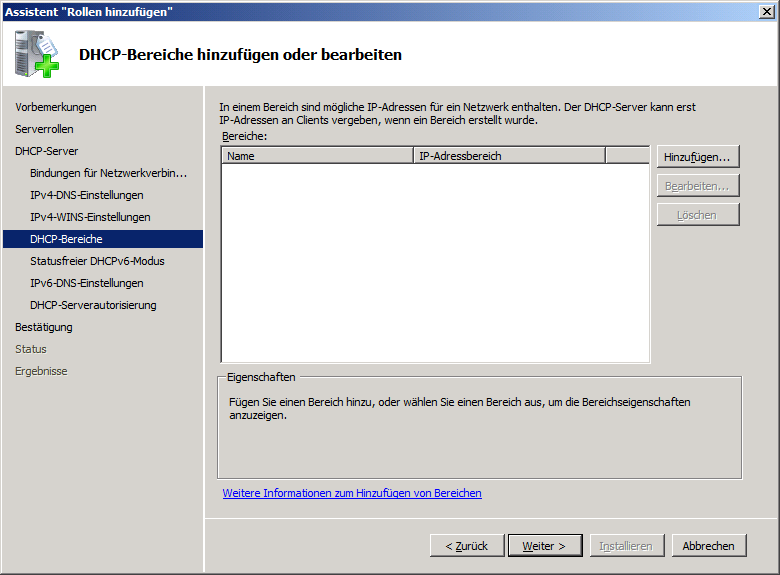 Assistent "Rollen hinzufügen"
DHCP-Bereiche hinzufügen oder bearbeiten
Vorbemerkungen
Serverrollen
DHCP-Server
Bindungen für Netzwerkverbin...
IPv4-DNS-Einstellungen
IPv4-WINS-Einstellungen
DHCP-Bereiche
Statusfreier DHCPv6-Modus
IPv6-DNS-Einstellungen
DHCP-Serverautorisierung
Bestätigung
Status
Ergebnisse
In einem Bereich sind mögliche IP-Adressen für ein Netzwerk enthalten. Der DHCP-Server kann erst
IP-Adressen an Clients vergeben, wenn ein Bereich erstellt wurde.
Bereiche:
Name IP-Adressbereich
Hinzufügen...
Bearbeiten...
Löschen
Eigenschaften
Fügen Sie einen Bereich hinzu, oder wählen Sie einen Bereich aus, um die Bereichseigenschaften
anzuzeigen.
Weitere Informationen zum Hinzufügen von Bereichen
< Zurück Weiter > Installieren Abbrechen